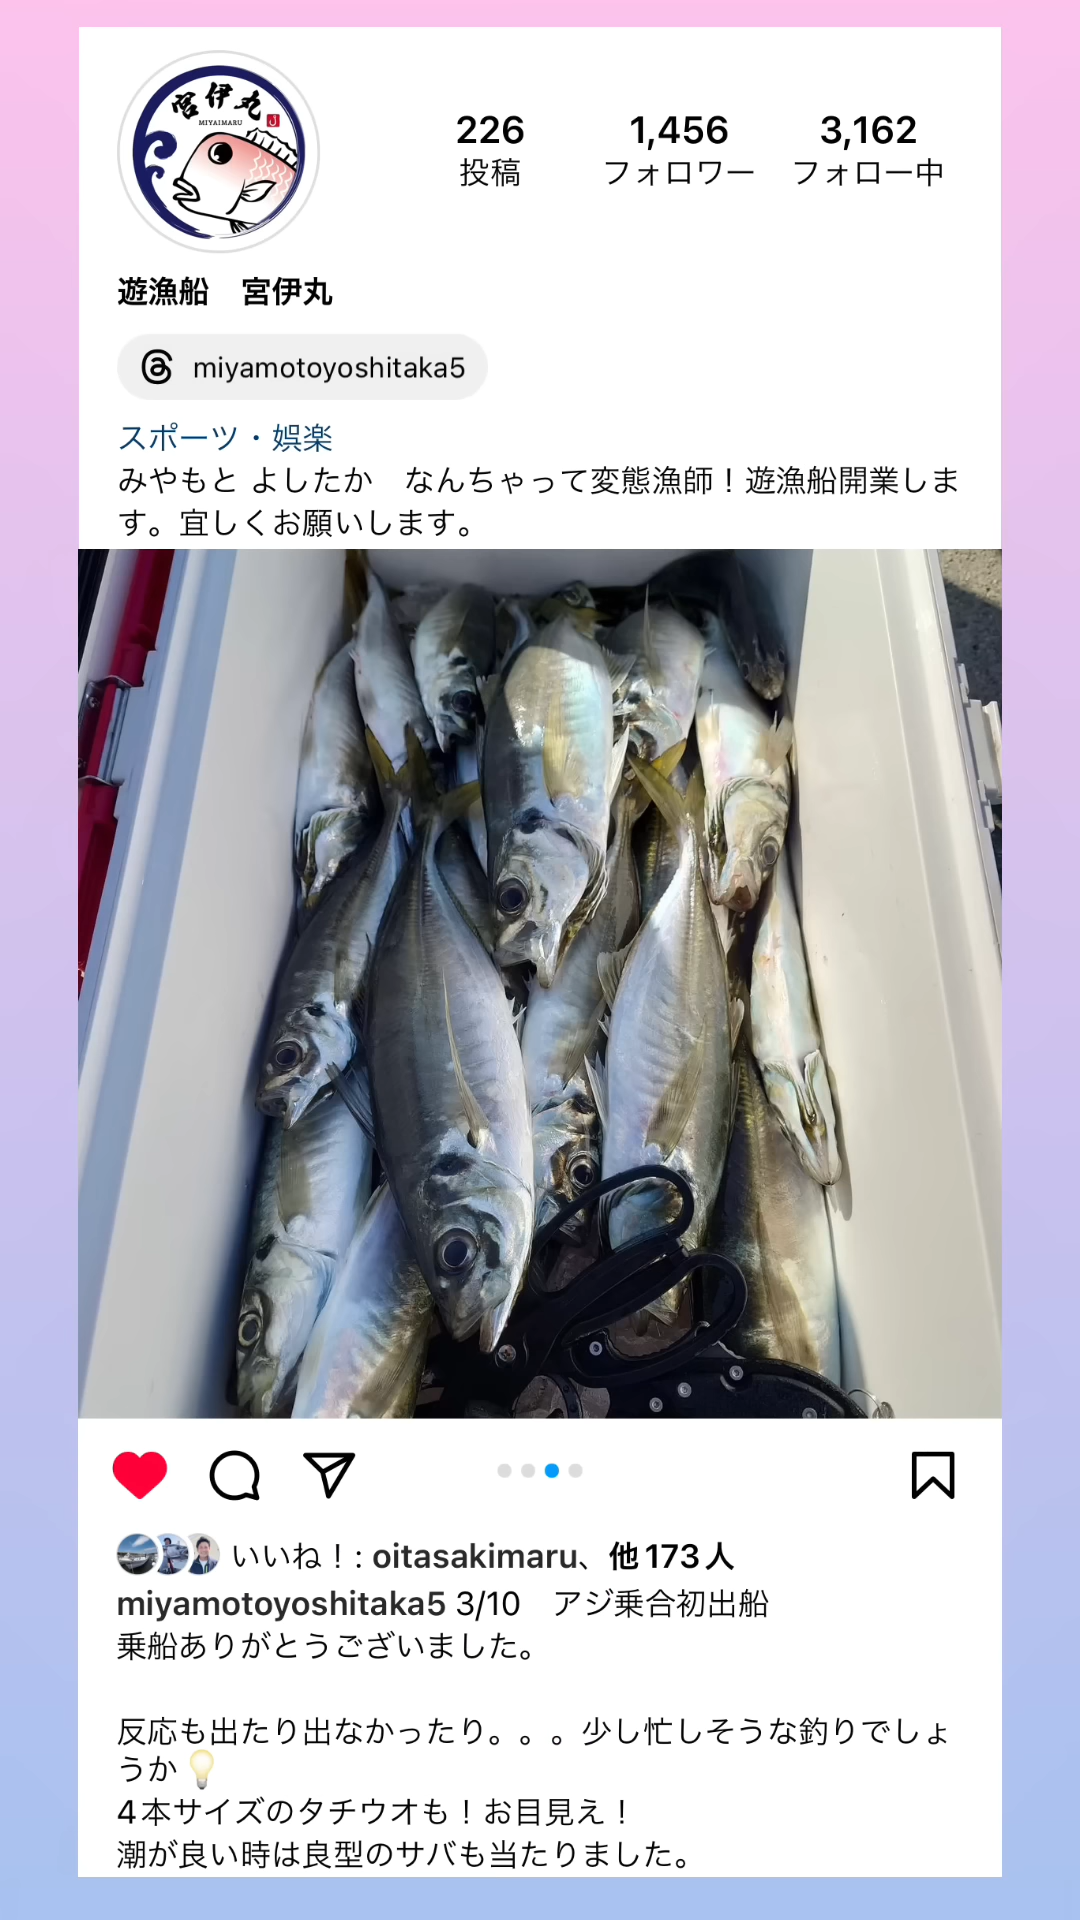 宮伊丸
MIYAIMARU
226
投稿
1,456
フォロワー
3,162
フォロー中
遊漁船　宮伊丸
miyamotoyoshitaka5
スポーツ・娯楽
みやもと よしたか　なんちゃって変態漁師！遊漁船開業しま
す。宜しくお願いします。
いいね！: oitasakimaru、他173人
miyamotoyoshitaka5 3/10　アジ乗合初出船
乗船ありがとうございました。
反応も出たり出なかったり。。。少し忙しそうな釣りでしょ
うか💡
4本サイズのタチウオも！お目見え！
潮が良い時は良型のサバも当たりました。